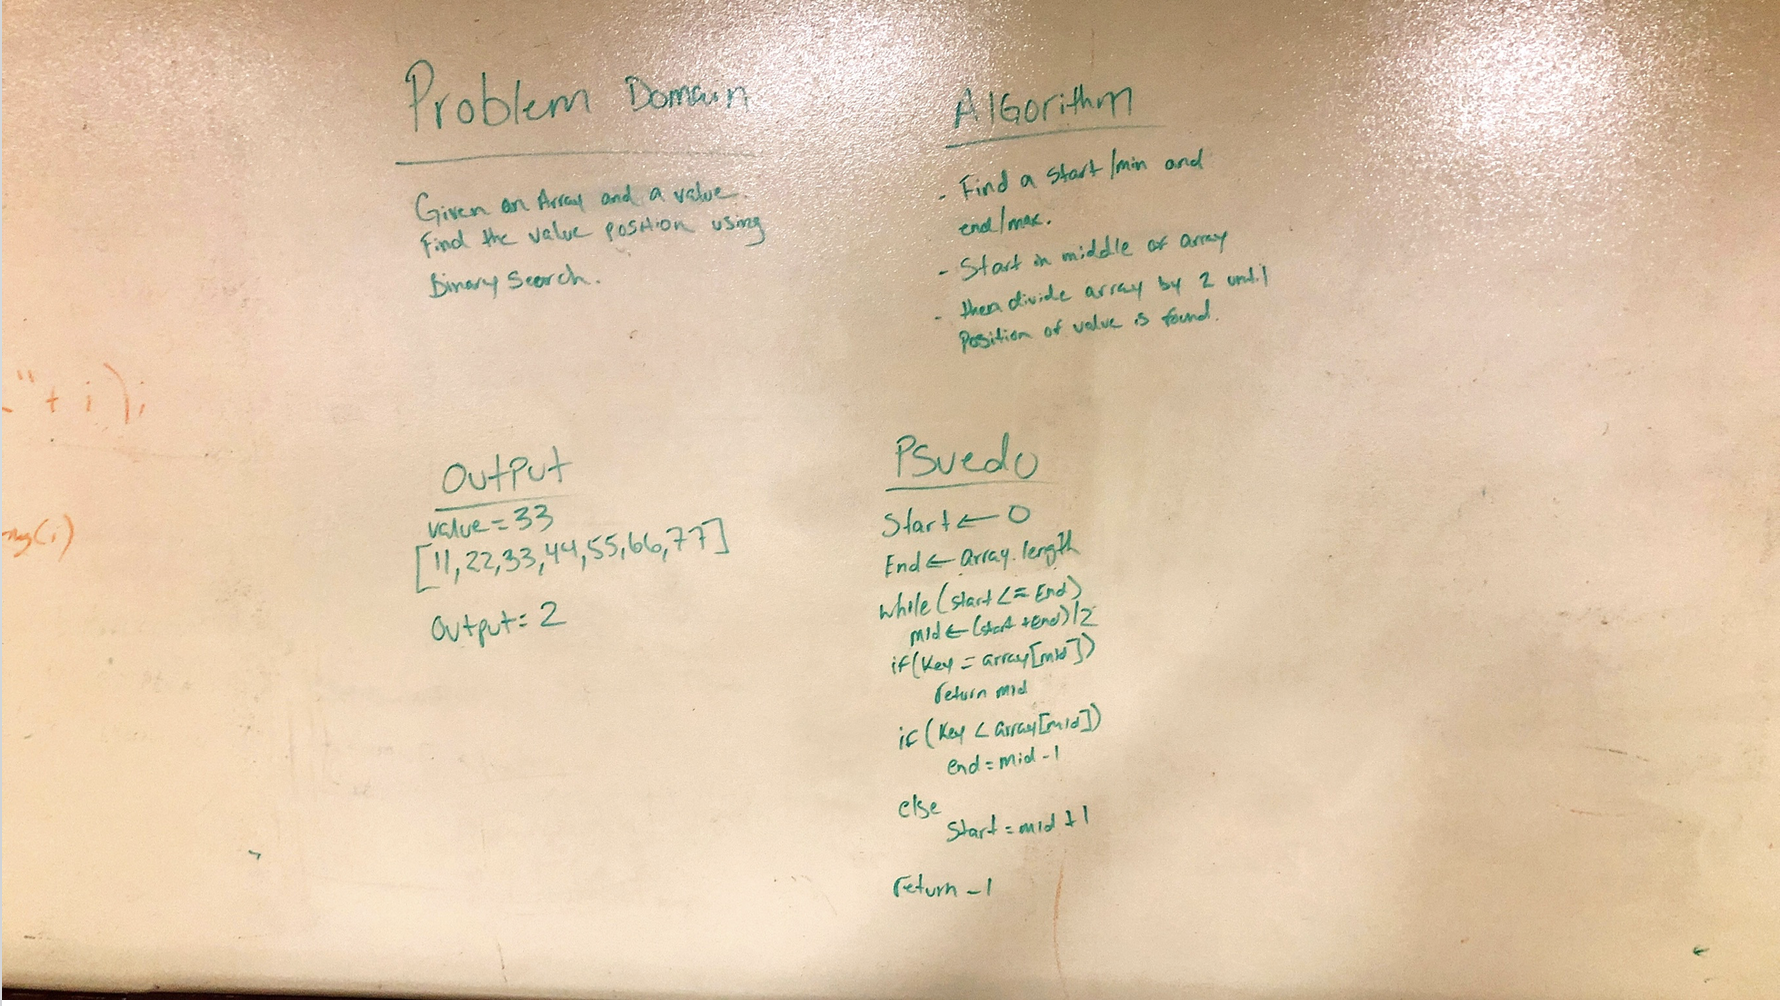 Problem Domain
Given an Array and a value.
Find the value position using
Binary Search.
Algorithm
- Find a start/min and
end/max.
- Start in middle of array
- then divide array by 2 until
Position of value is found.
"+ i);
(i)
Output
value = 33
[11,22,33,44,55,66,77]
Output = 2
PSuedo
Start ← 0
End ← array.length
while (start <= End)
mid ← (start + end)/2
if (Key = array[mid])
return mid
if (Key < array[mid])
end = mid - 1
else
Start = mid + 1
return -1